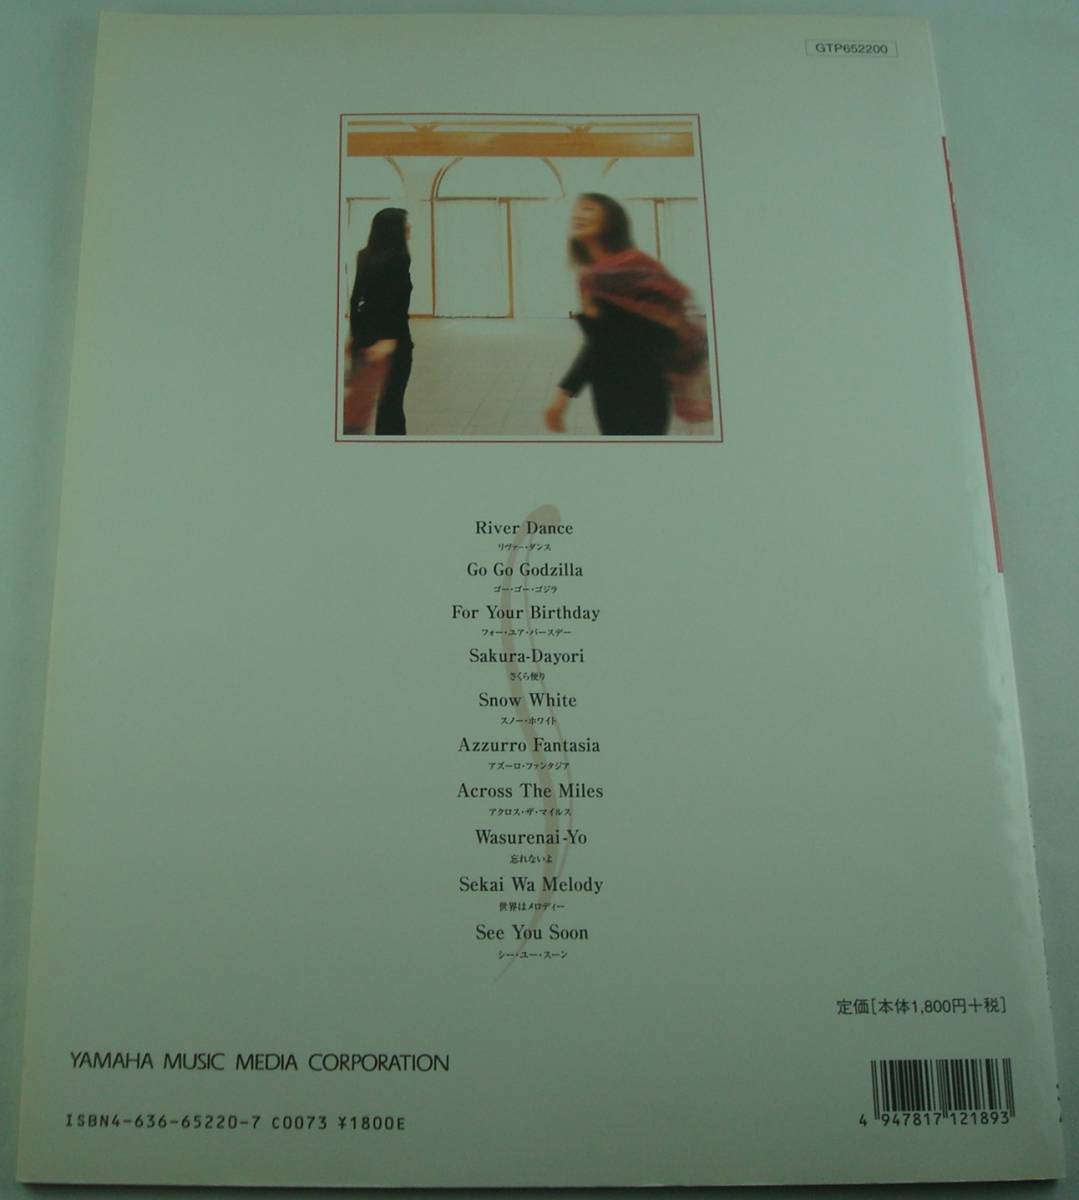 GTP652200
River Dance
リヴァー・ダンス
Go Go Godzilla
ゴー・ゴー・ゴジラ
For Your Birthday
フォー・ユア・バースデー
Sakura-Dayori
さくら便り
Snow White
スノー・ホワイト
Azzurro Fantasia
アズーロ・ファンタジア
Across The Miles
アクロス・ザ・マイルス
Wasurenai-Yo
忘れないよ
Sekai Wa Melody
世界はメロディー
See You Soon
シー・ユー・スーン
定価[本体1,800円+税]
YAMAHA MUSIC MEDIA CORPORATION
ISBN4-636-65220-7 C0073 ¥1800E
4 947817 121893